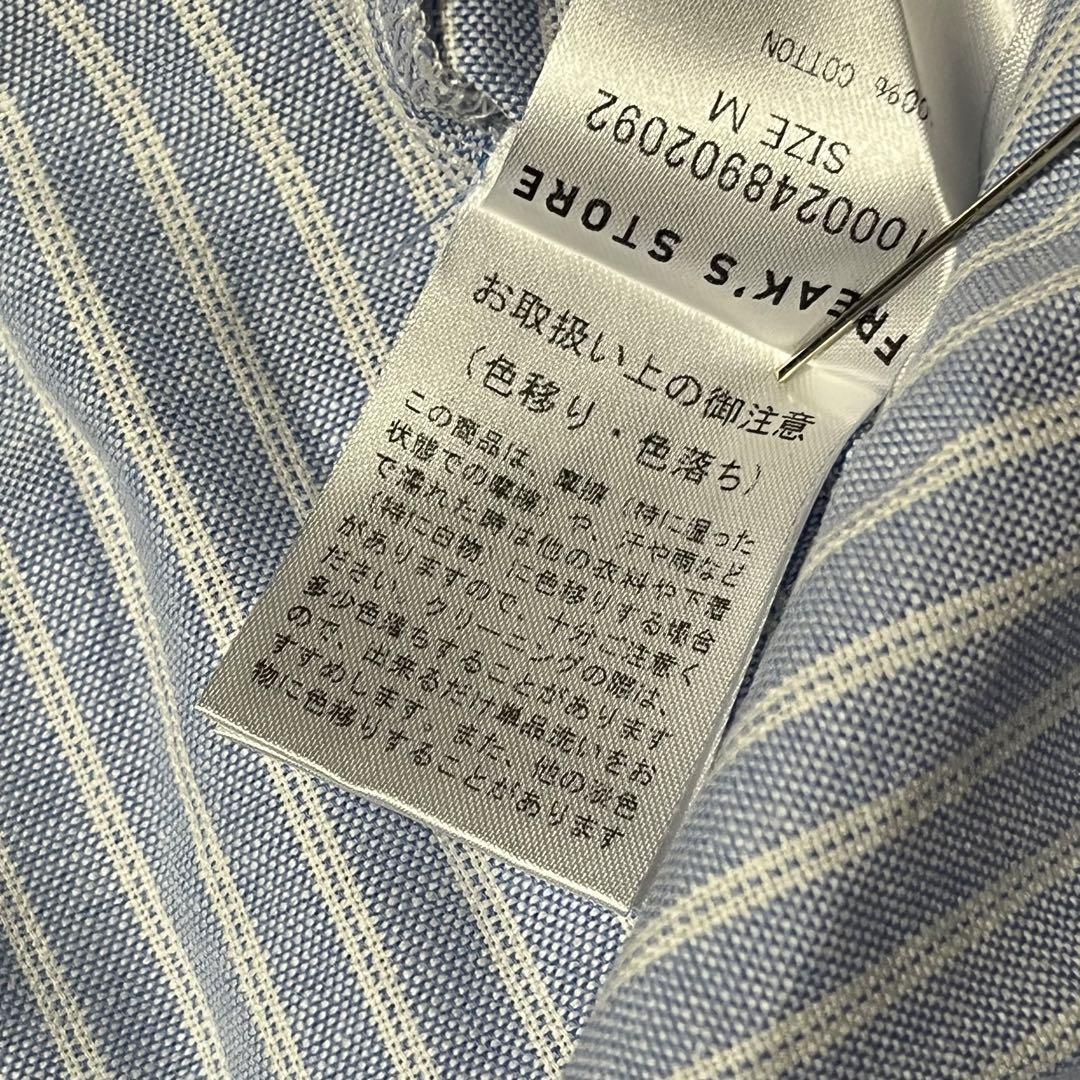 00% COTTON
SIZE M
1000248902092
FREAK'S STORE
お取扱い上の御注意
(色移り・色落ち)
この商品は、摩擦(特に湿った
状態での摩擦)や、汗や雨など
で濡れた時は他の衣料や下着
(特に白物)に色移りする場合
がありますので、十分ご注意く
ださい。クリーニングの際は、
多少色落ちすることがあります
ので、出来るだけ単品洗いをお
すすめします。また、他の淡色
物に色移りすることがあります